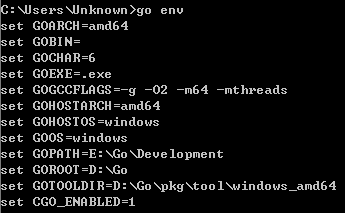 C:\Users\Unknown>go env
set GOARCH=amd64
set GOBIN=
set GOCHAR=6
set GOEXE=.exe
set GOGCCFLAGS=-g -O2 -m64 -mthreads
set GOHOSTARCH=amd64
set GOHOSTOS=windows
set GOOS=windows
set GOPATH=E:\Go\Development
set GOROOT=D:\Go
set GOTOOLDIR=D:\Go\pkg\tool\windows_amd64
set CGO_ENABLED=1